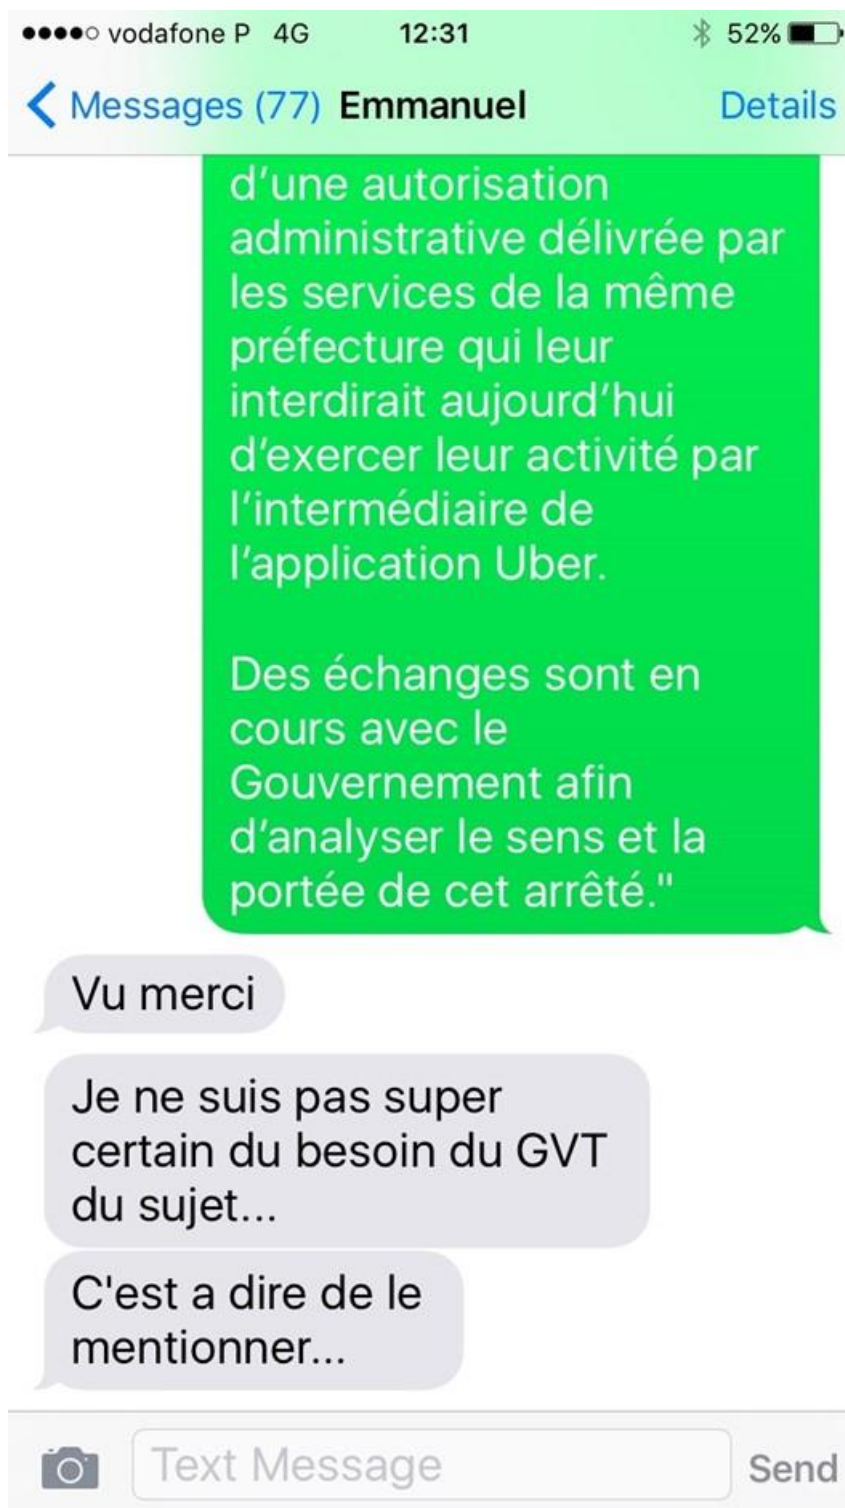 vodafone P 4G 12:31 52%
Messages (77) Emmanuel Details
d'une autorisation
administrative délivrée par
les services de la même
préfecture qui leur
interdirait aujourd'hui
d'exercer leur activité par
l'intermédiaire de
l'application Uber.
Des échanges sont en
cours avec le
Gouvernement afin
d'analyser le sens et la
portée de cet arrêté."
Vu merci
Je ne suis pas super
certain du besoin du GVT
du sujet...
C'est a dire de le
mentionner...
Text Message Send